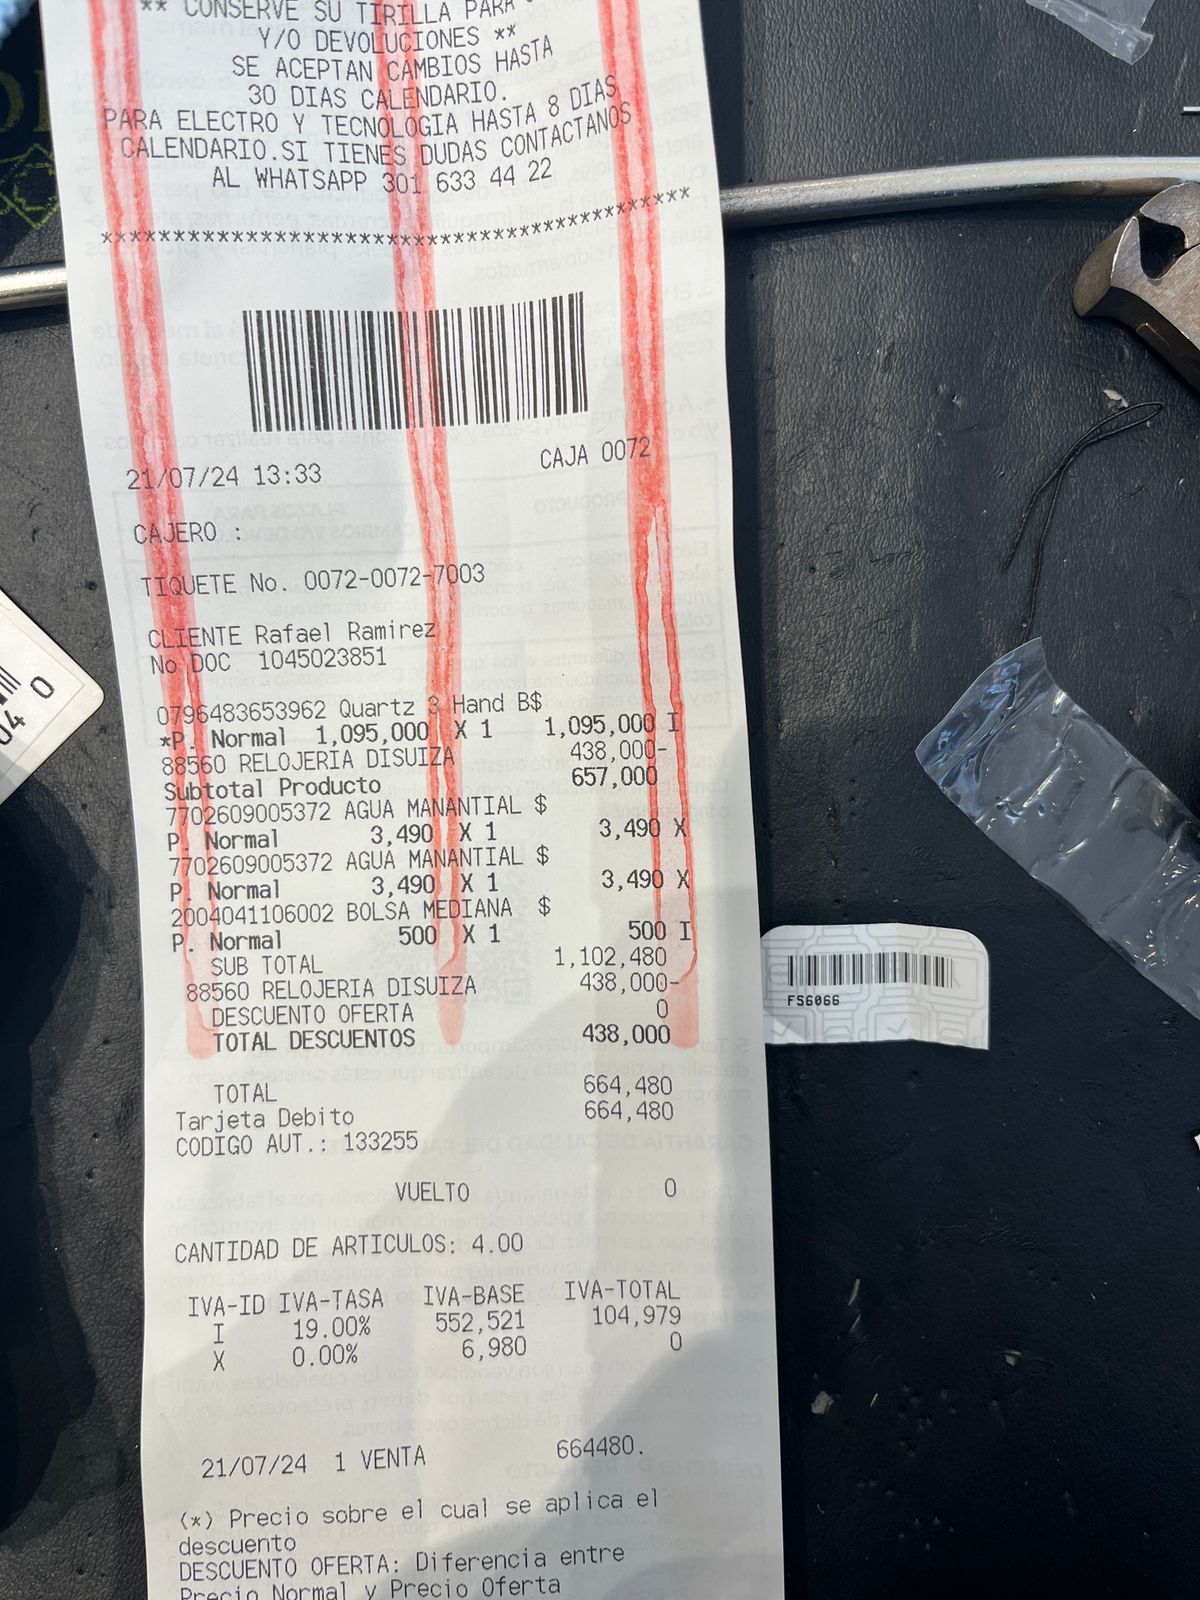 ** CONSERVE SU TIRILLA PARA
Y/O DEVOLUCIONES **
SE ACEPTAN CAMBIOS HASTA
30 DIAS CALENDARIO.
PARA ELECTRO Y TECNOLOGIA HASTA 8 DIAS
CALENDARIO.SI TIENES DUDAS CONTACTANOS
AL WHATSAPP 301 633 44 22
*****************************************
21/07/24 13:33 CAJA 0072
CAJERO :
TIQUETE No. 0072-0072-7003
CLIENTE Rafael Ramirez
No DOC 1045023851
0796483653962 Quartz 3 Hand B$
*P. Normal 1,095,000 X 1 1,095,000 I
88560 RELOJERIA DISUIZA 438,000-
Subtotal Producto 657,000
7702609005372 AGUA MANANTIAL $
P. Normal 3,490 X 1 3,490 X
7702609005372 AGUA MANANTIAL $
P. Normal 3,490 X 1 3,490 X
2004041106002 BOLSA MEDIANA $
P. Normal 500 X 1 500 I
SUB TOTAL 1,102,480
88560 RELOJERIA DISUIZA 438,000-
DESCUENTO OFERTA 0
TOTAL DESCUENTOS 438,000
TOTAL 664,480
Tarjeta Debito 664,480
CODIGO AUT.: 133255
VUELTO 0
CANTIDAD DE ARTICULOS: 4.00
IVA-ID IVA-TASA IVA-BASE IVA-TOTAL
I 19.00% 552,521 104,979
X 0.00% 6,980 0
21/07/24 1 VENTA 664480.
(*) Precio sobre el cual se aplica el
descuento
DESCUENTO OFERTA: Diferencia entre
Precio Normal y Precio Oferta
FS6066
04 0